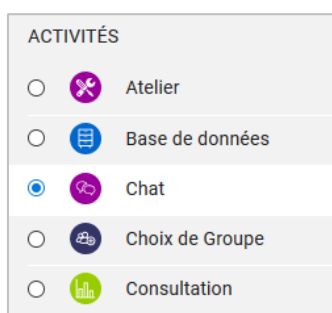 ACTIVITÉS
Atelier
Base de données
Chat
Choix de Groupe
Consultation